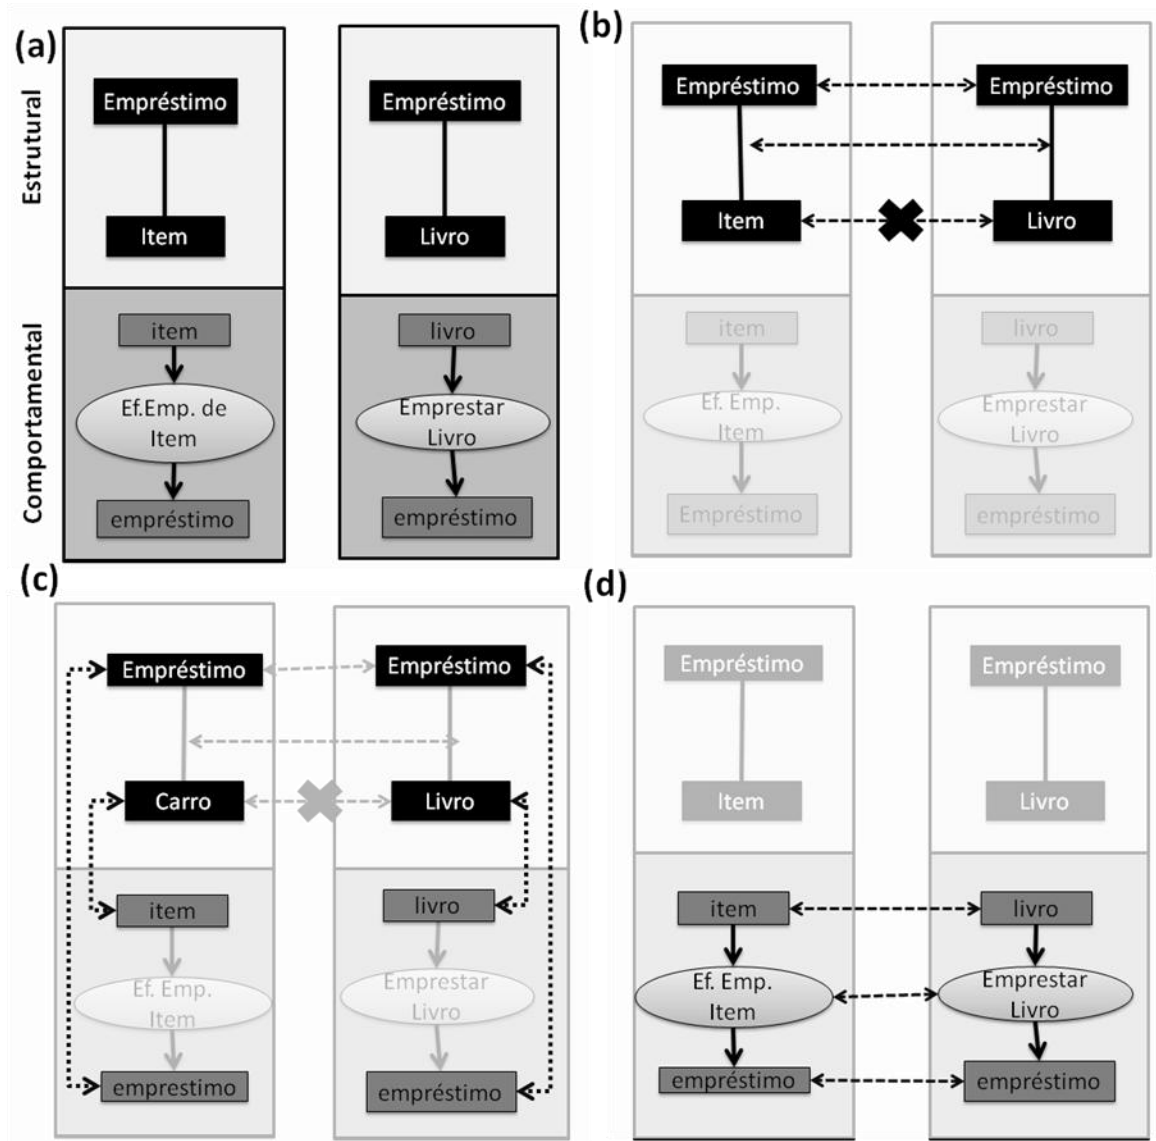 (a)
Estrutural
Empréstimo
Item
Empréstimo
Livro
Comportamental
item
Ef.Emp. de
Item
empréstimo
livro
Emprestar
Livro
empréstimo
(b)
Empréstimo
Item
Empréstimo
Livro
item
Ef. Emp.
Item
Empréstimo
livro
Emprestar
Livro
empréstimo
(c)
Empréstimo
Carro
Empréstimo
Livro
item
Ef. Emp.
Item
emprestimo
livro
Emprestar
Livro
empréstimo
(d)
Empréstimo
Item
Empréstimo
Livro
item
Ef. Emp.
Item
empréstimo
livro
Emprestar
Livro
empréstimo